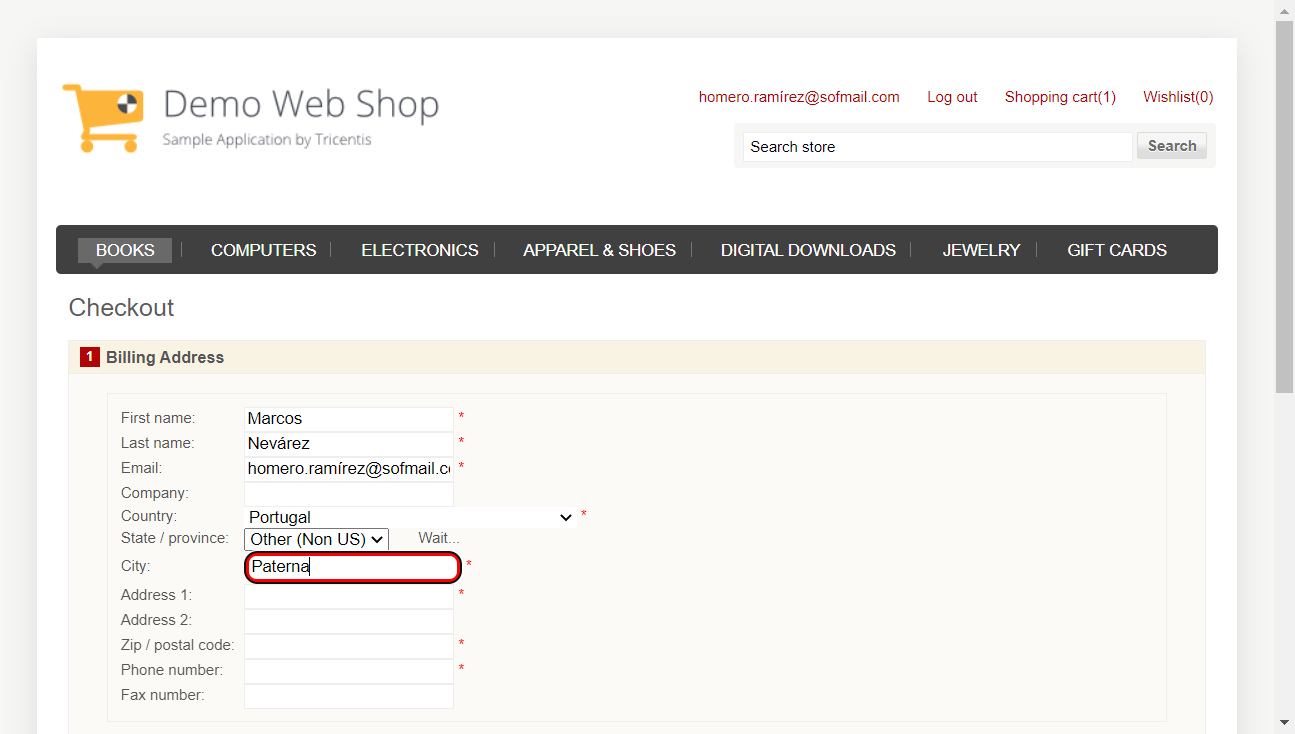 Demo Web Shop
Sample Application by Tricentis
homero.ramírez@sofmail.com Log out Shopping cart(1) Wishlist(0)
Search store Search
BOOKS COMPUTERS ELECTRONICS APPAREL & SHOES DIGITAL DOWNLOADS JEWELRY GIFT CARDS
Checkout
1 Billing Address
First name: Marcos *
Last name: Nevárez *
Email: homero.ramírez@sofmail.c *
Company:
Country: Portugal *
State / province: Other (Non US) Wait...
City: Paterna *
Address 1: *
Address 2:
Zip / postal code: *
Phone number: *
Fax number: